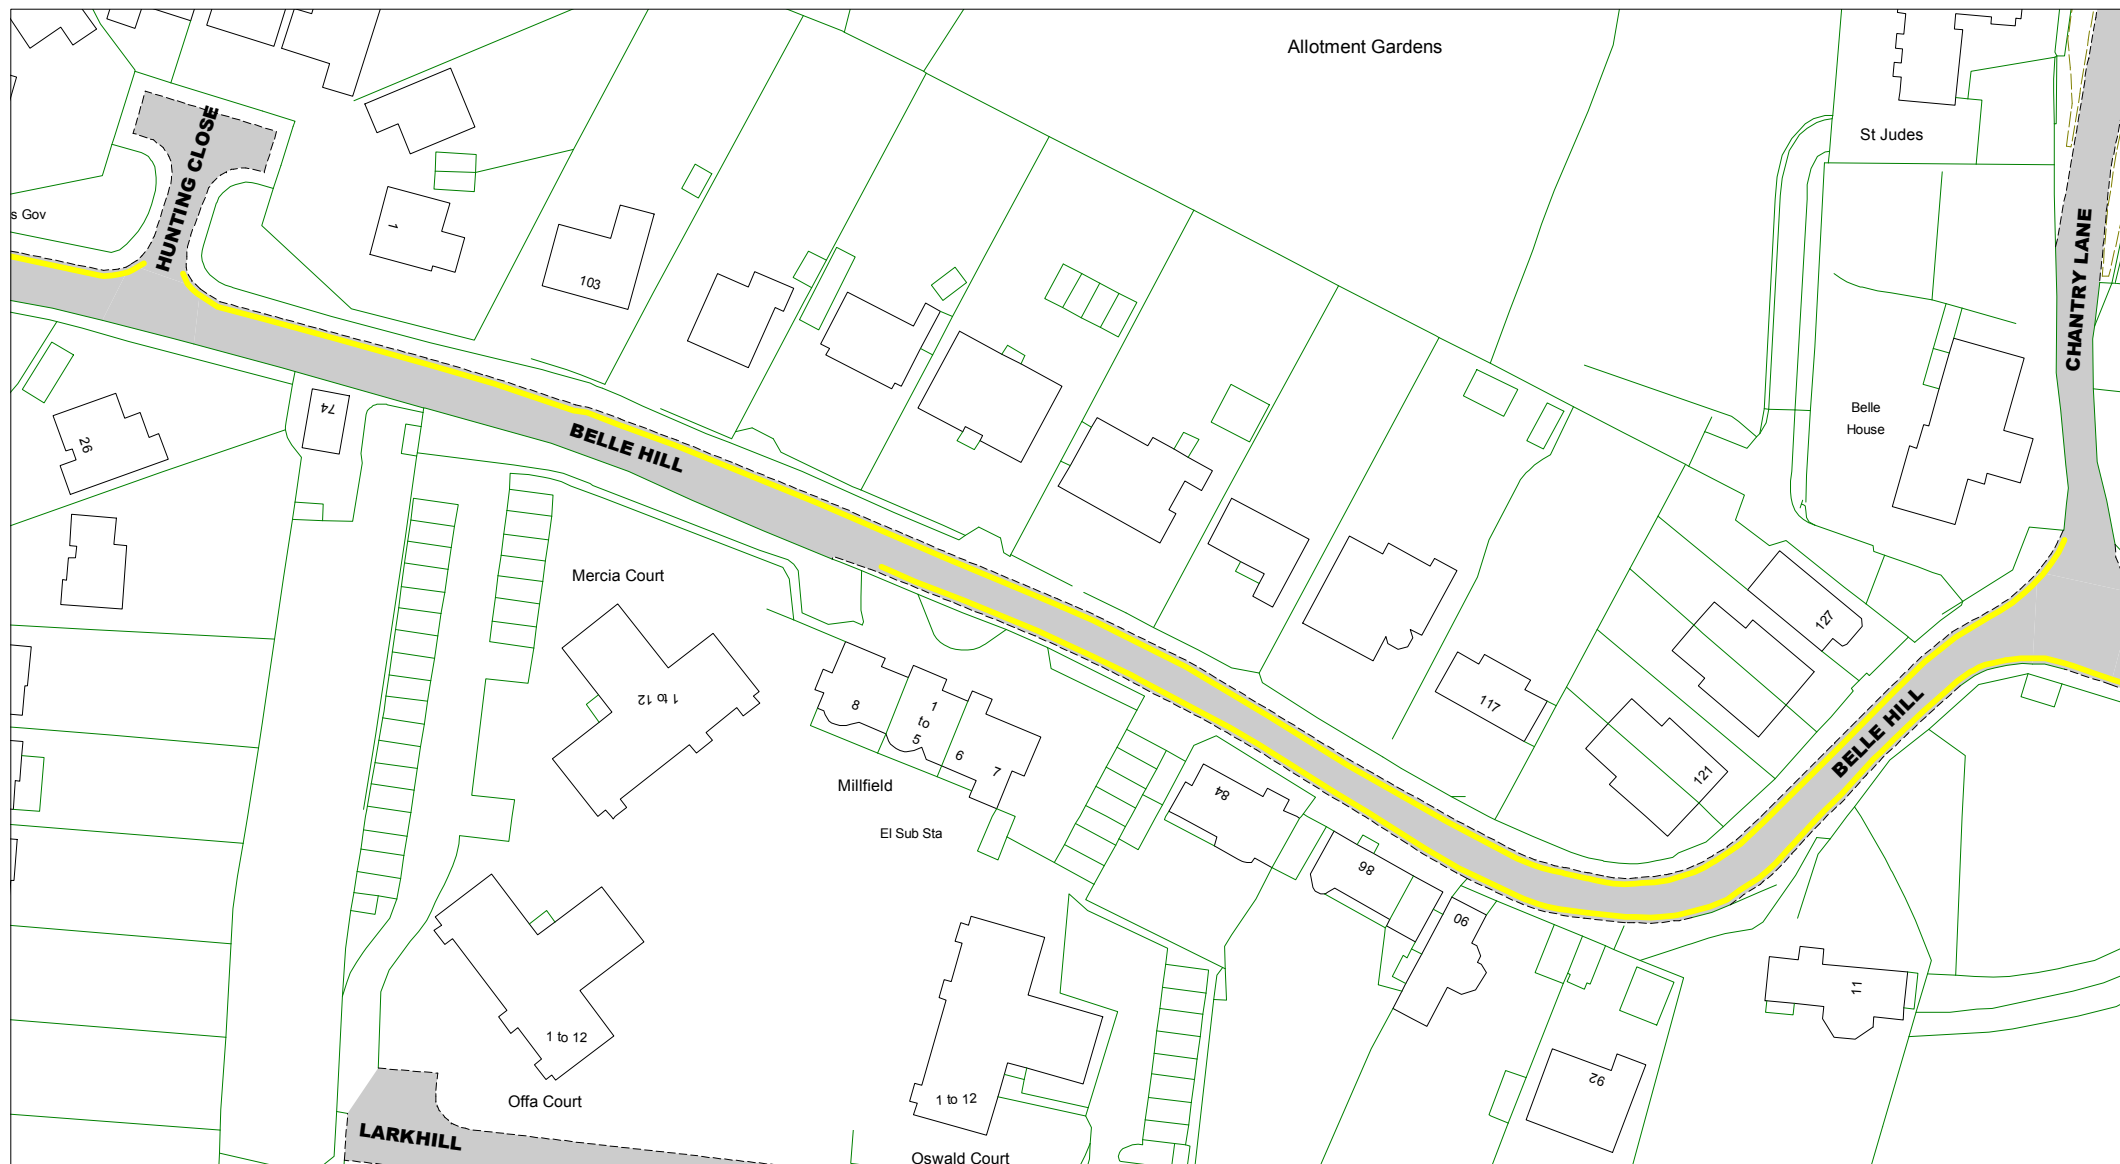 Allotment Gardens
St Judes
HUNTING CLOSE
s Gov
1
103
CHANTRY LANE
Belle
House
74
26
BELLE HILL
Mercia Court
1 to 12
8
1
to
5
6
7
Millfield
El Sub Sta
84
86
90
117
127
121
BELLE HILL
11
92
1 to 12
Offa Court
1 to 12
Oswald Court
LARKHILL